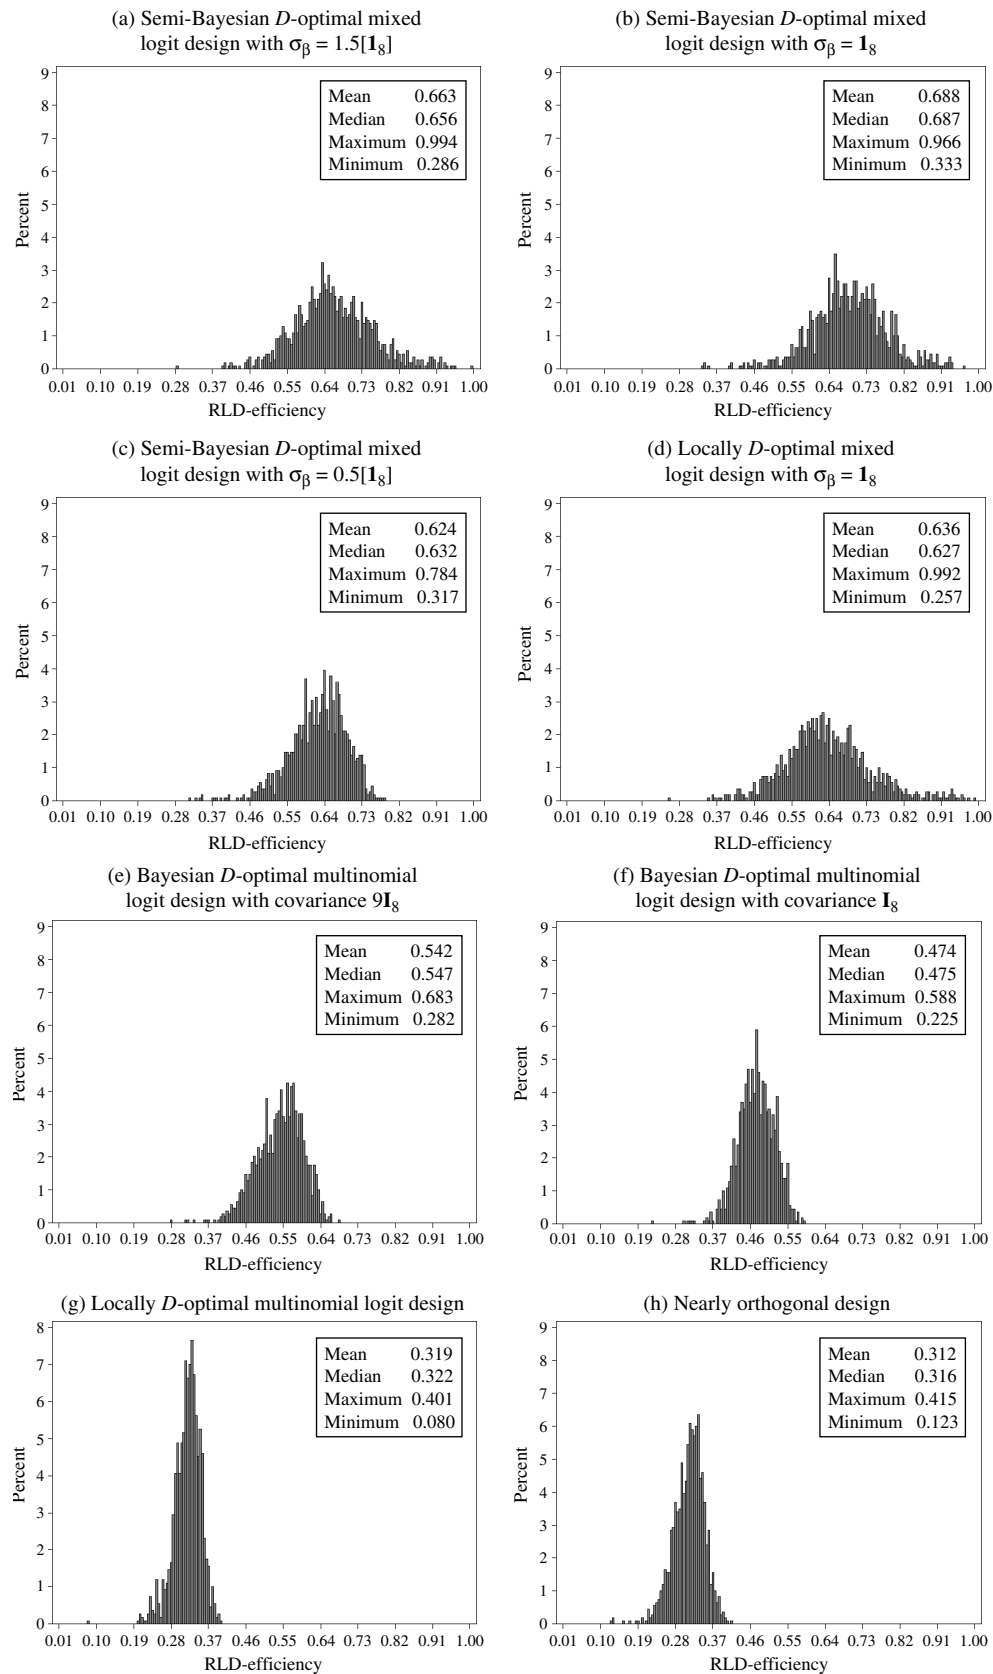 (a) Semi-Bayesian D-optimal mixed
logit design with σβ = 1.5[1₈]
9
8
7
6
5
4
3
2
1
0
Percent
Mean 0.663
Median 0.656
Maximum 0.994
Minimum 0.286
0.01 0.10 0.19 0.28 0.37 0.46 0.55 0.64 0.73 0.82 0.91 1.00
RLD-efficiency
(b) Semi-Bayesian D-optimal mixed
logit design with σβ = 1₈
9
8
7
6
5
4
3
2
1
0
Percent
Mean 0.688
Median 0.687
Maximum 0.966
Minimum 0.333
0.01 0.10 0.19 0.28 0.37 0.46 0.55 0.64 0.73 0.82 0.91 1.00
RLD-efficiency
(c) Semi-Bayesian D-optimal mixed
logit design with σβ = 0.5[1₈]
9
8
7
6
5
4
3
2
1
0
Percent
Mean 0.624
Median 0.632
Maximum 0.784
Minimum 0.317
0.01 0.10 0.19 0.28 0.37 0.46 0.55 0.64 0.73 0.82 0.91 1.00
RLD-efficiency
(d) Locally D-optimal mixed
logit design with σβ = 1₈
9
8
7
6
5
4
3
2
1
0
Percent
Mean 0.636
Median 0.627
Maximum 0.992
Minimum 0.257
0.01 0.10 0.19 0.28 0.37 0.46 0.55 0.64 0.73 0.82 0.91 1.00
RLD-efficiency
(e) Bayesian D-optimal multinomial
logit design with covariance 9I₈
9
8
7
6
5
4
3
2
1
0
Percent
Mean 0.542
Median 0.547
Maximum 0.683
Minimum 0.282
0.01 0.10 0.19 0.28 0.37 0.46 0.55 0.64 0.73 0.82 0.91 1.00
RLD-efficiency
(f) Bayesian D-optimal multinomial
logit design with covariance I₈
9
8
7
6
5
4
3
2
1
0
Percent
Mean 0.474
Median 0.475
Maximum 0.588
Minimum 0.225
0.01 0.10 0.19 0.28 0.37 0.46 0.55 0.64 0.73 0.82 0.91 1.00
RLD-efficiency
(g) Locally D-optimal multinomial logit design
8
7
6
5
4
3
2
1
0
Percent
Mean 0.319
Median 0.322
Maximum 0.401
Minimum 0.080
0.01 0.10 0.19 0.28 0.37 0.46 0.55 0.64 0.73 0.82 0.91 1.00
RLD-efficiency
(h) Nearly orthogonal design
9
8
7
6
5
4
3
2
1
0
Percent
Mean 0.312
Median 0.316
Maximum 0.415
Minimum 0.123
0.01 0.10 0.19 0.28 0.37 0.46 0.55 0.64 0.73 0.82 0.91 1.00
RLD-efficiency